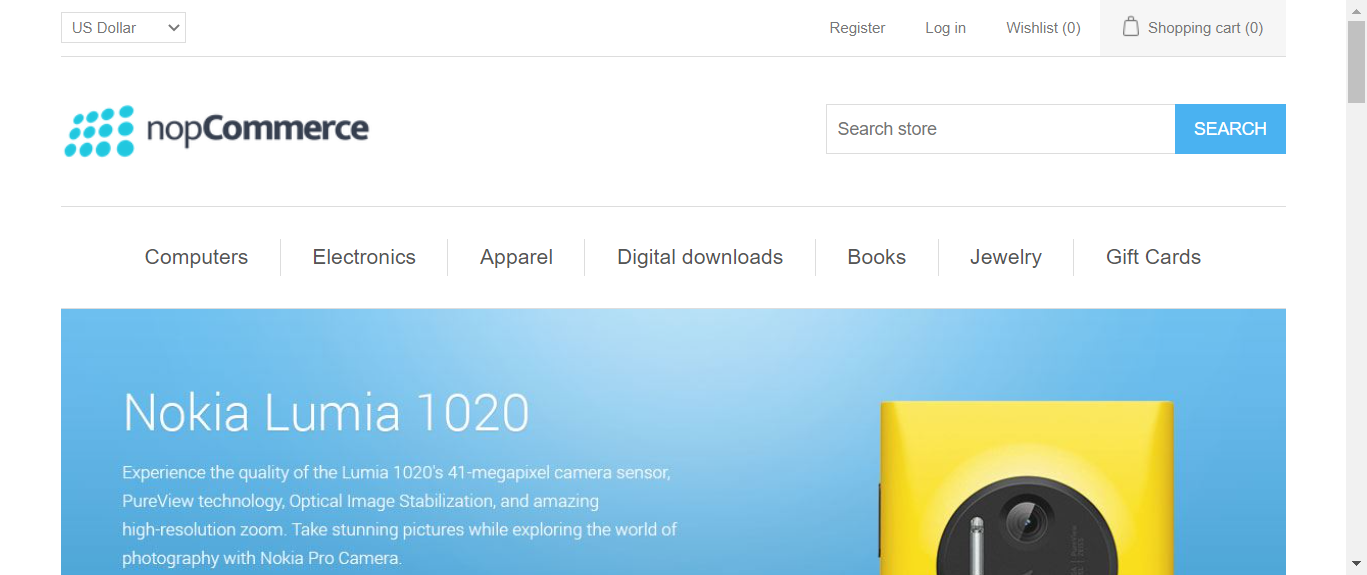 US Dollar
Register
Log in
Wishlist (0)
Shopping cart (0)
nopCommerce
Search store
SEARCH
Computers
Electronics
Apparel
Digital downloads
Books
Jewelry
Gift Cards
Nokia Lumia 1020
Experience the quality of the Lumia 1020's 41-megapixel camera sensor,
PureView technology, Optical Image Stabilization, and amazing
high-resolution zoom. Take stunning pictures while exploring the world of
photography with Nokia Pro Camera.